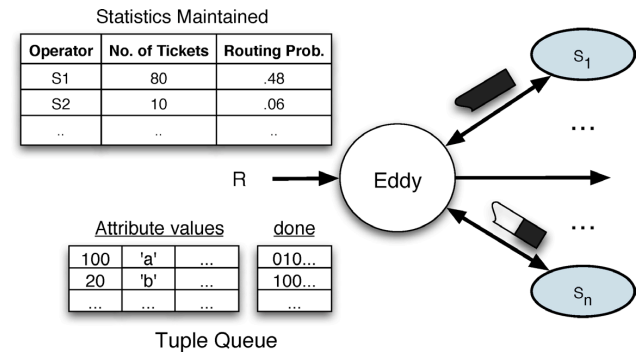 Statistics Maintained
Operator No. of Tickets Routing Prob.
S1 80 .48
S2 10 .06
.. .. ..
S1
...
R
Eddy
...
Sn
Attribute values done
100 'a' ... 010...
20 'b' ... 100...
... ... ... ...
Tuple Queue